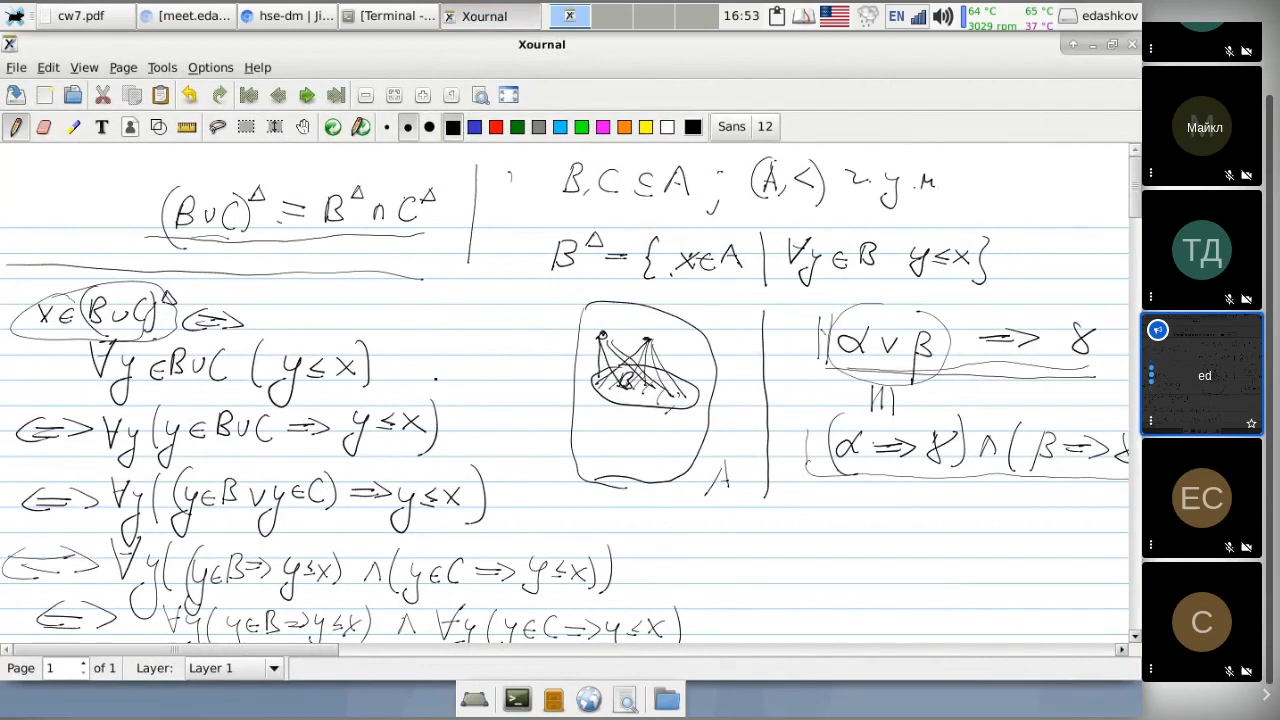 cw7.pdf [meet.eda... hse-dm | Ji... [Terminal -... Xournal 16:53 EN 64 °C 3029 rpm 65 °C 37 °C edashkov
Xournal
File Edit View Page Tools Options Help
Sans 12
(B∪C)^Δ = B^Δ ∩ C^Δ
B, C ⊆ A ; (A, <) ч.у.м.
B^Δ = { x∈A | ∀y∈B y≤x}
x∈(B∪C)^Δ <=>
∀y∈B∪C (y≤x)
<=> ∀y(y∈B∪C => y≤x)
<=> ∀y((y∈B ∨ y∈C) => y≤x)
<=> ∀y((y∈B => y≤x) ∧ (y∈C => y≤x))
<=> ∀y(y∈B => y≤x) ∧ ∀y(y∈C => y≤x)
B
A
α ∨ β => γ
(α => γ) ∧ (β => γ
Page 1 of 1 Layer: Layer 1
М
Майкл
ТД
ed
ЕС
С